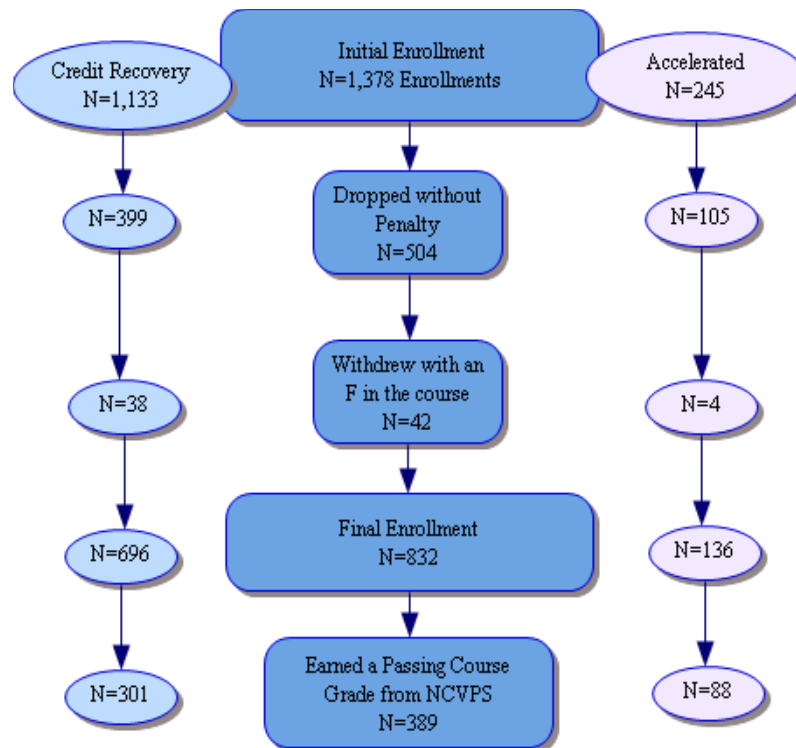 Credit Recovery
N=1,133
Initial Enrollment
N=1,378 Enrollments
Accelerated
N=245
N=399
Dropped without
Penalty
N=504
N=105
N=38
Withdrew with an
F in the course
N=42
N=4
N=696
Final Enrollment
N=832
N=136
N=301
Earned a Passing Course
Grade from NCVPS
N=389
N=88